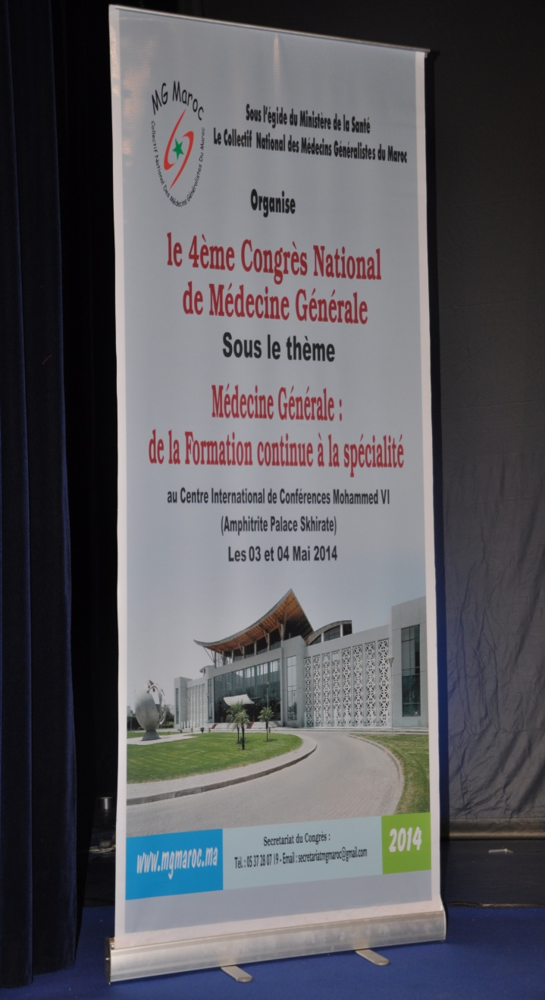 MG Maroc
Collectif National Des Médecins Généralistes Du Maroc
Sous l'égide du Ministère de la Santé
Le Collectif National des Médecins Généralistes du Maroc
Organise
le 4ème Congrès National
de Médecine Générale
Sous le thème
Médecine Générale :
de la Formation continue à la spécialité
au Centre International de Conférences Mohammed VI
(Amphitrite Palace Skhirate)
Les 03 et 04 Mai 2014
www.mgmaroc.ma
Secretariat du Congrès :
Tél. : 05 37 28 07 19 - Email : secretariatmgmaroc@gmail.com
2014